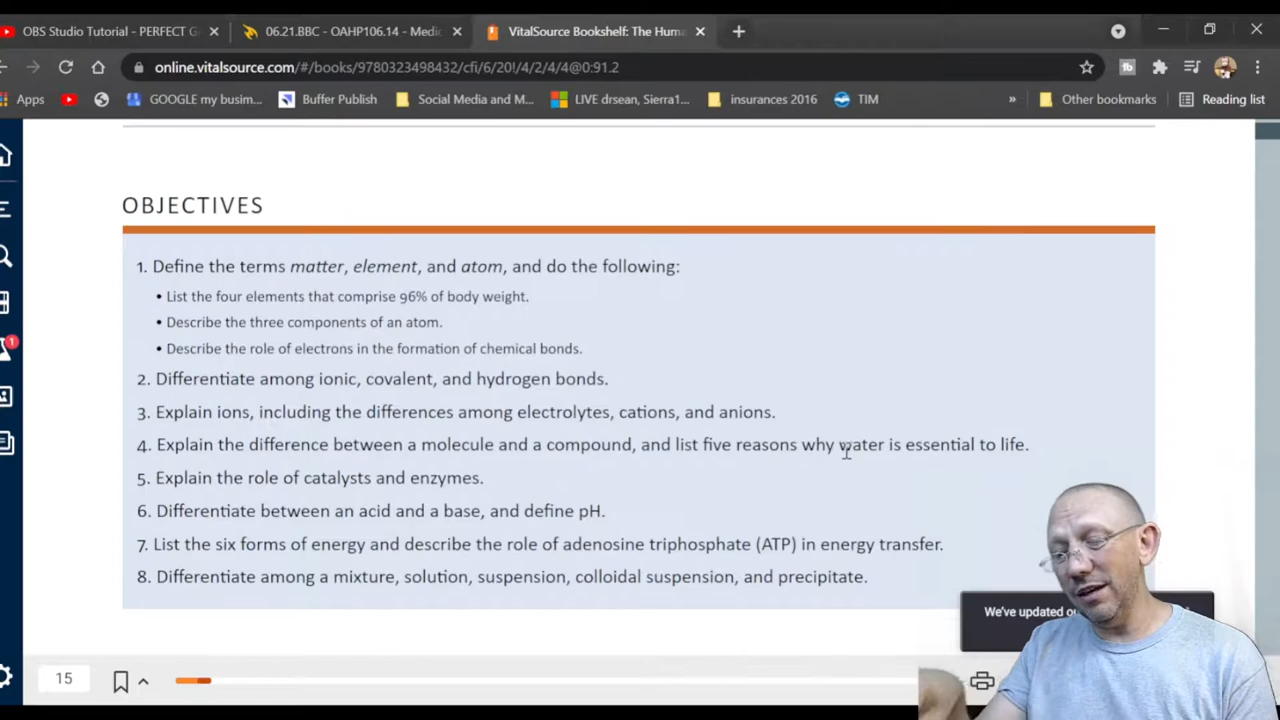 OBS Studio Tutorial - PERFECT G
06.21.BBC - OAHP106.14 - Medic
VitalSource Bookshelf: The Huma
online.vitalsource.com/#/books/9780323498432/cfi/6/20!/4/2/4/4@0:91.2
Apps
GOOGLE my busim...
Buffer Publish
Social Media and M...
LIVE drsean, Sierra1...
insurances 2016
TIM
»
Other bookmarks
Reading list
OBJECTIVES
1. Define the terms matter, element, and atom, and do the following:
• List the four elements that comprise 96% of body weight.
• Describe the three components of an atom.
• Describe the role of electrons in the formation of chemical bonds.
2. Differentiate among ionic, covalent, and hydrogen bonds.
3. Explain ions, including the differences among electrolytes, cations, and anions.
4. Explain the difference between a molecule and a compound, and list five reasons why water is essential to life.
5. Explain the role of catalysts and enzymes.
6. Differentiate between an acid and a base, and define pH.
7. List the six forms of energy and describe the role of adenosine triphosphate (ATP) in energy transfer.
8. Differentiate among a mixture, solution, suspension, colloidal suspension, and precipitate.
We've updated ou
15
1